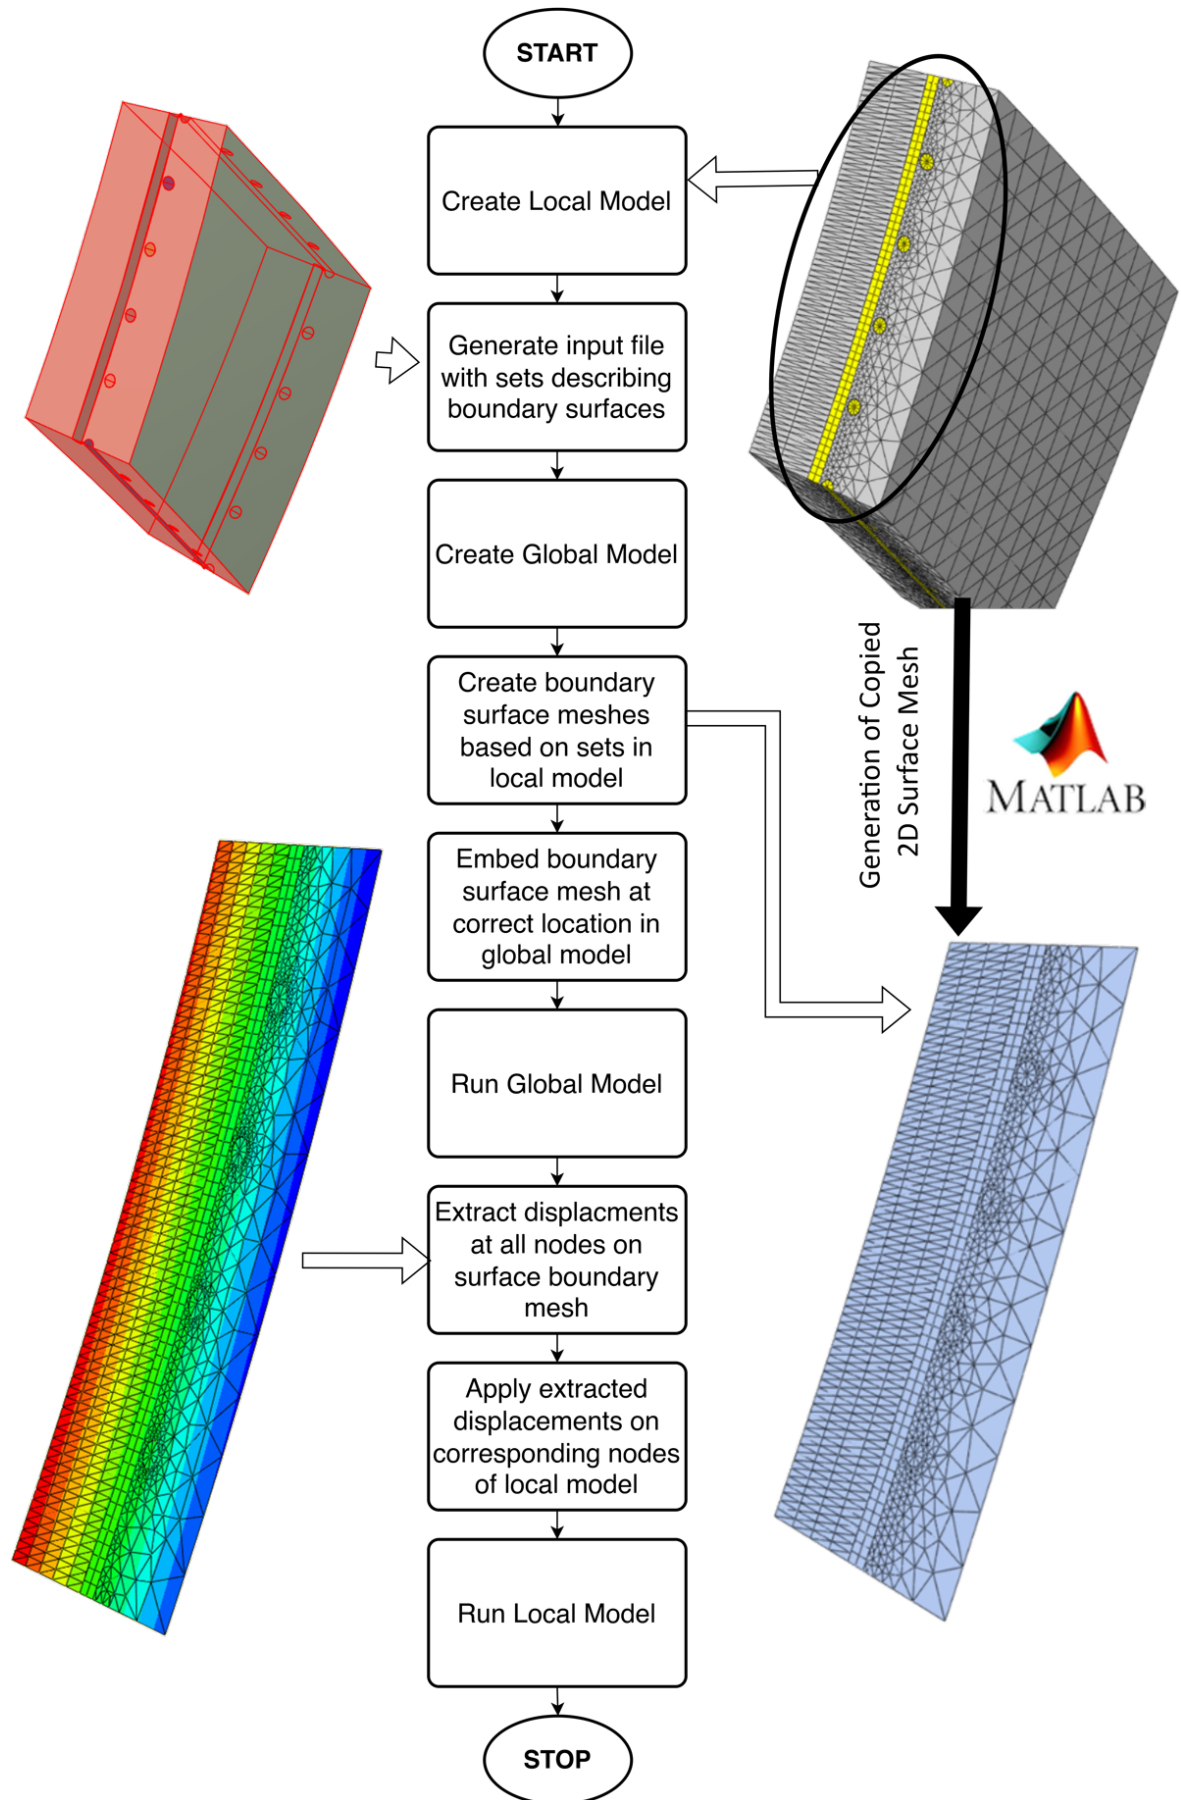 START
Create Local Model
Generate input file
with sets describing
boundary surfaces
Create Global Model
Create boundary
surface meshes
based on sets in
local model
Generation of Copied
2D Surface Mesh
MATLAB
Embed boundary
surface mesh at
correct location in
global model
Run Global Model
Extract displacments
at all nodes on
surface boundary
mesh
Apply extracted
displacements on
corresponding nodes
of local model
Run Local Model
STOP